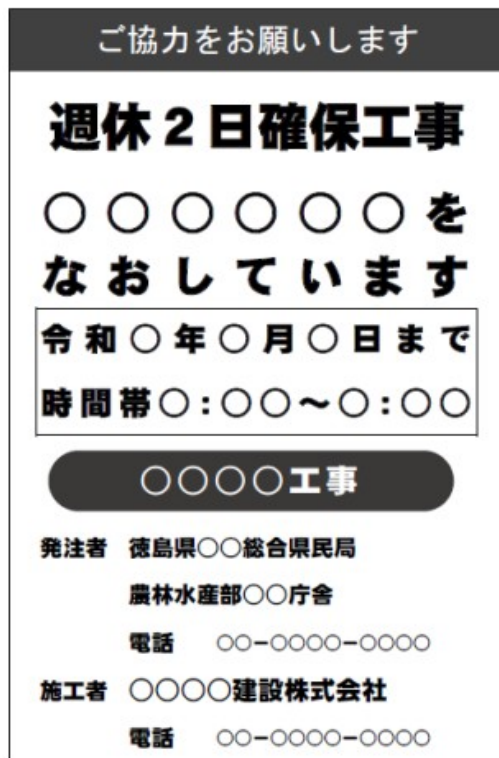 ご協力をお願いします
週休２日確保工事
○○○○○○を
なおしています
令和○年○月○日まで
時間帯○:○○～○:○○
○○○○工事
発注者 徳島県○○総合県民局
農林水産部○○庁舎
電話 ○○-○○○○-○○○○
施工者 ○○○○建設株式会社
電話 ○○-○○○○-○○○○